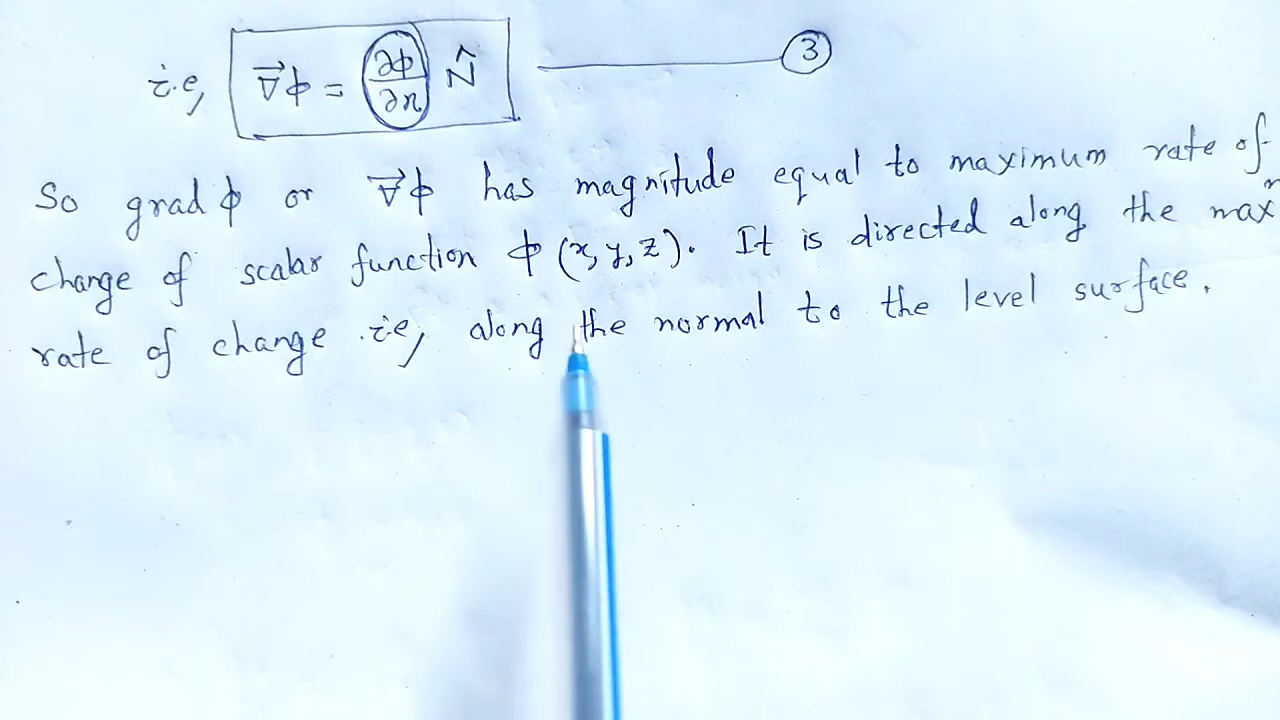 i.e, ∇⃗ϕ = (∂ϕ/∂n) N̂ ——— ③
So grad ϕ or ∇⃗ϕ has magnitude equal to maximum rate of
change of scalar function ϕ (x, y, z). It is directed along the maxᵐ
rate of change .i.e, along the normal to the level surface.